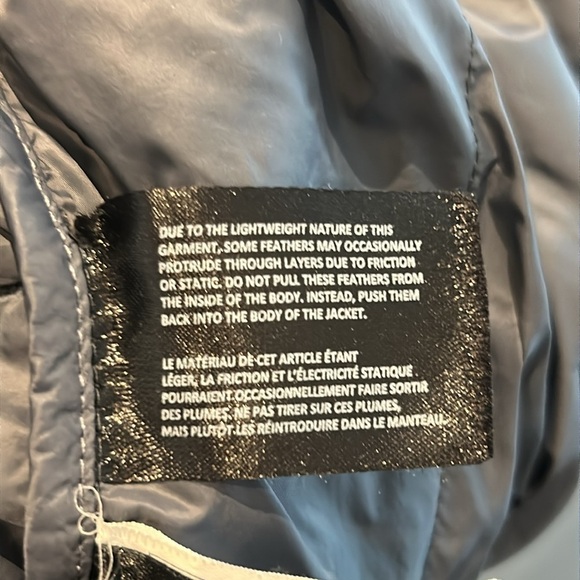 DUE TO THE LIGHTWEIGHT NATURE OF THIS
GARMENT, SOME FEATHERS MAY OCCASIONALLY
PROTRUDE THROUGH LAYERS DUE TO FRICTION
OR STATIC. DO NOT PULL THESE FEATHERS FROM
THE INSIDE OF THE BODY. INSTEAD, PUSH THEM
BACK INTO THE BODY OF THE JACKET.
LE MATÉRIAU DE CET ARTICLE ÉTANT
LÉGER, LA FRICTION ET L'ÉLECTRICITÉ STATIQUE
POURRAIENT OCCASIONNELLEMENT FAIRE SORTIR
DES PLUMES. NE PAS TIRER SUR CES PLUMES,
MAIS PLUTÔT LES RÉINTRODUIRE DANS LE MANTEAU.